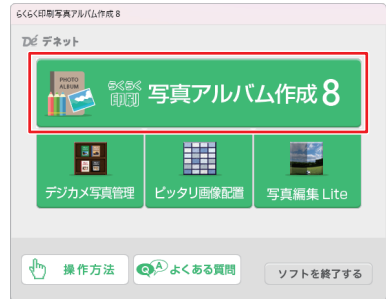 らくらく印刷写真アルバム作成 8
De デネット
PHOTO
ALBUM
らくらく
印刷
写真アルバム作成 8
デジカメ写真管理
ピッタリ画像配置
写真編集 Lite
操作方法
Q A よくある質問
ソフトを終了する